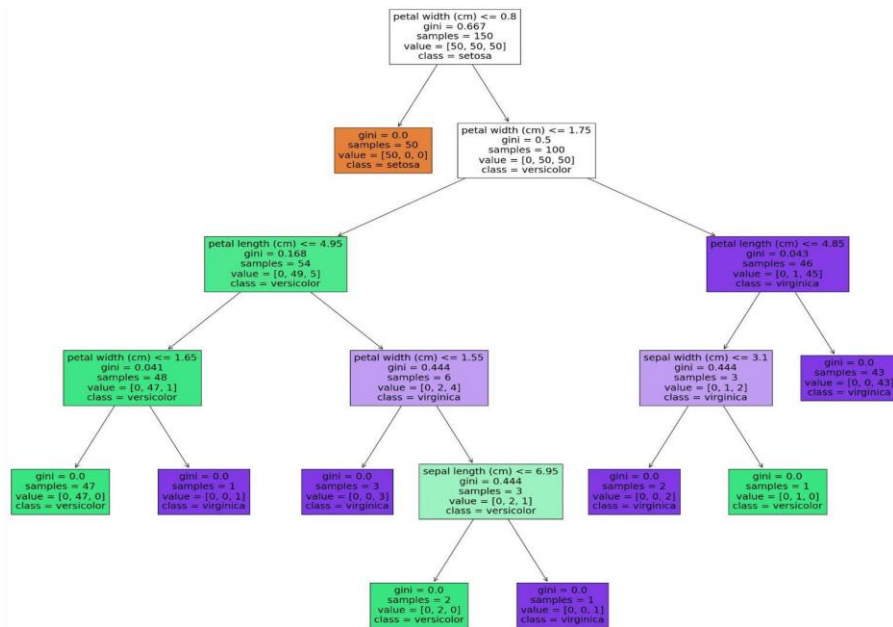 petal width (cm) <= 0.8
gini = 0.667
samples = 150
value = [50, 50, 50]
class = setosa
gini = 0.0
samples = 50
value = [50, 0, 0]
class = setosa
petal width (cm) <= 1.75
gini = 0.5
samples = 100
value = [0, 50, 50]
class = versicolor
petal length (cm) <= 4.95
gini = 0.168
samples = 54
value = [0, 49, 5]
class = versicolor
petal length (cm) <= 4.85
gini = 0.043
samples = 46
value = [0, 1, 45]
class = virginica
petal width (cm) <= 1.65
gini = 0.041
samples = 48
value = [0, 47, 1]
class = versicolor
petal width (cm) <= 1.55
gini = 0.444
samples = 6
value = [0, 2, 4]
class = virginica
sepal width (cm) <= 3.1
gini = 0.444
samples = 3
value = [0, 1, 2]
class = virginica
gini = 0.0
samples = 43
value = [0, 0, 43]
class = virginica
gini = 0.0
samples = 47
value = [0, 47, 0]
class = versicolor
gini = 0.0
samples = 1
value = [0, 0, 1]
class = virginica
gini = 0.0
samples = 3
value = [0, 0, 3]
class = virginica
sepal length (cm) <= 6.95
gini = 0.444
samples = 3
value = [0, 2, 1]
class = versicolor
gini = 0.0
samples = 2
value = [0, 0, 2]
class = virginica
gini = 0.0
samples = 1
value = [0, 1, 0]
class = versicolor
gini = 0.0
samples = 2
value = [0, 2, 0]
class = versicolor
gini = 0.0
samples = 1
value = [0, 0, 1]
class = virginica